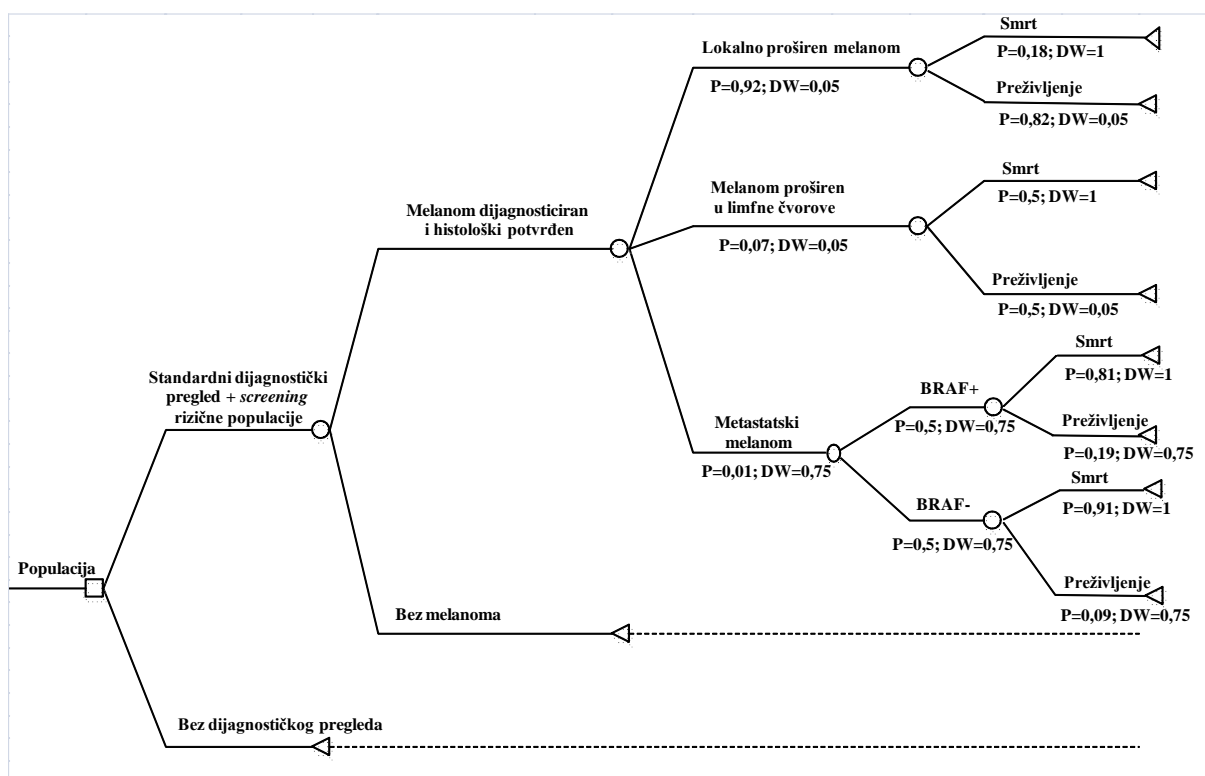 Smrt
P=0,18; DW=1
Lokalno proširen melanom
P=0,92; DW=0,05
Preživljenje
P=0,82; DW=0,05
Smrt
P=0,5; DW=1
Melanom proširen
u limfne čvorove
P=0,07; DW=0,05
Preživljenje
P=0,5; DW=0,05
Melanom dijagnosticiran
i histološki potvrđen
Smrt
P=0,81; DW=1
BRAF+
P=0,5; DW=0,75
Preživljenje
P=0,19; DW=0,75
Metastatski
melanom
P=0,01; DW=0,75
Smrt
P=0,91; DW=1
BRAF-
P=0,5; DW=0,75
Preživljenje
P=0,09; DW=0,75
Standardni dijagnostički
pregled + screening
rizične populacije
Populacija
Bez melanoma
Bez dijagnostičkog pregleda